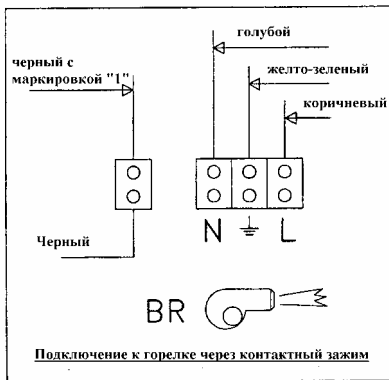 голубой
черный с
маркировкой "1"
желто-зеленый
коричневый
Черный
N L
BR
Подключение к горелке через контактный зажим